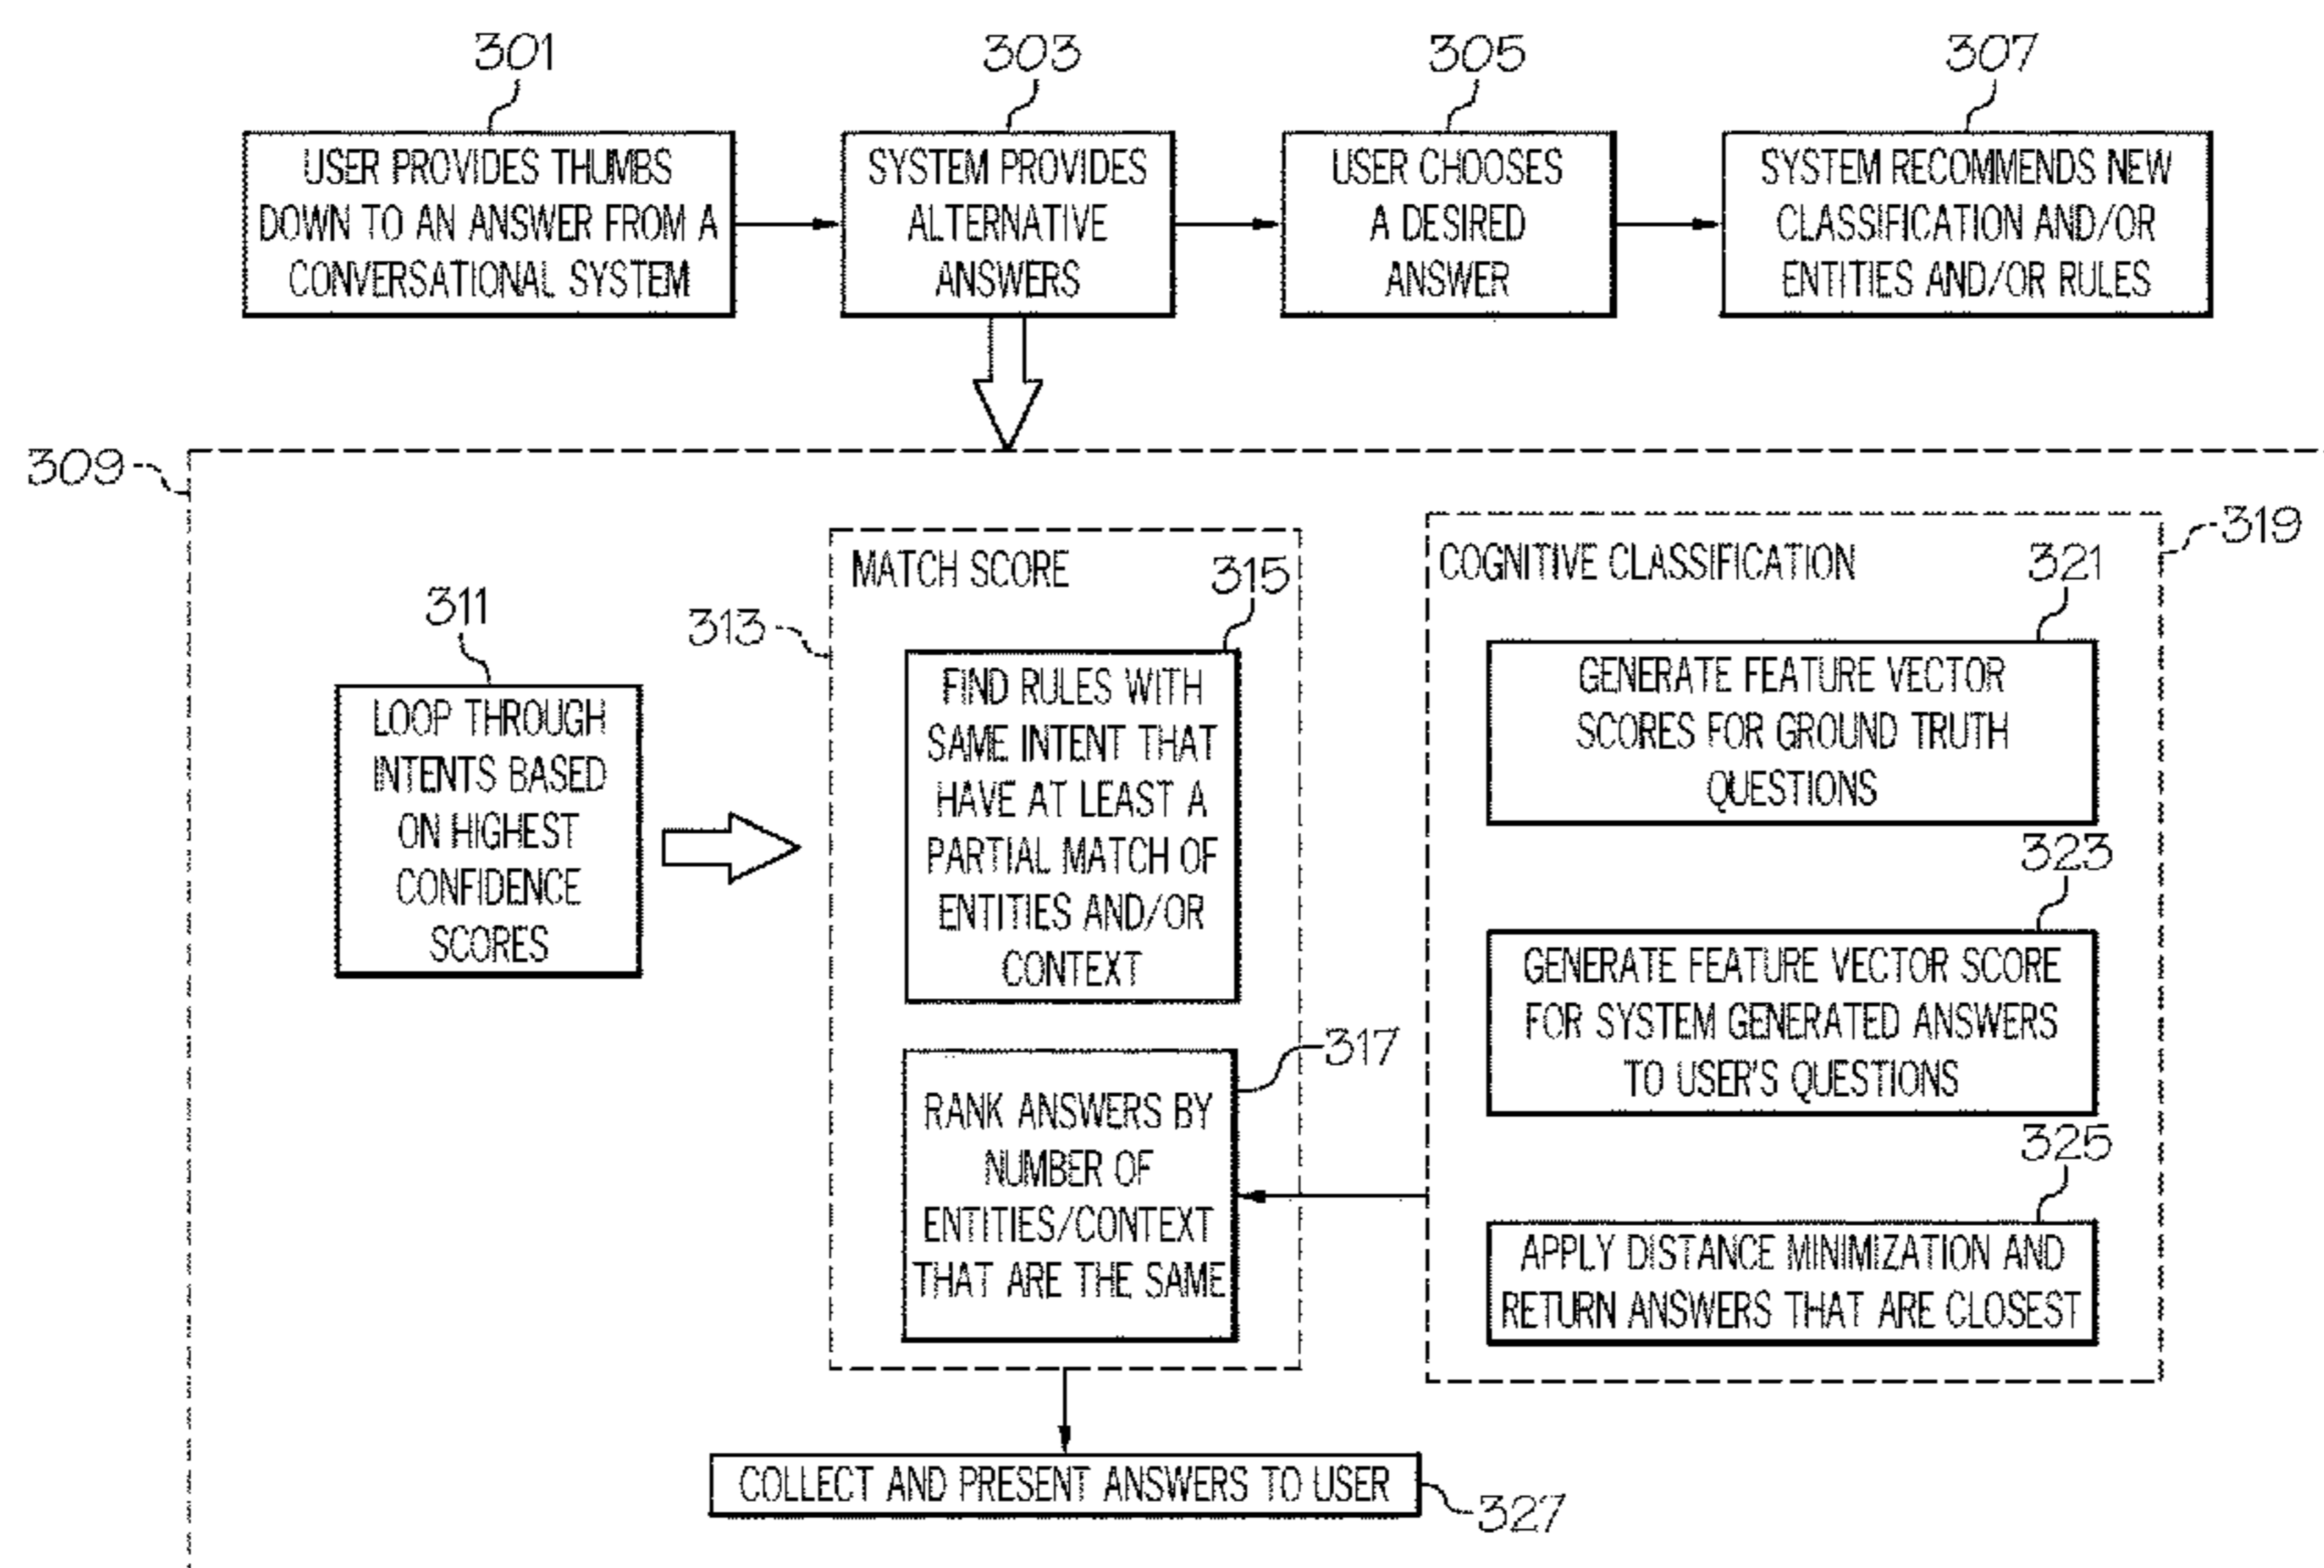 301
USER PROVIDES THUMBS
DOWN TO AN ANSWER FROM A
CONVERSATIONAL SYSTEM
303
SYSTEM PROVIDES
ALTERNATIVE
ANSWERS
305
USER CHOOSES
A DESIRED
ANSWER
307
SYSTEM RECOMMENDS NEW
CLASSIFICATION AND/OR
ENTITIES AND/OR RULES
309
311
LOOP THROUGH
INTENTS BASED
ON HIGHEST
CONFIDENCE
SCORES
313
MATCH SCORE
315
FIND RULES WITH
SAME INTENT THAT
HAVE AT LEAST A
PARTIAL MATCH OF
ENTITIES AND/OR
CONTEXT
317
RANK ANSWERS BY
NUMBER OF
ENTITIES/CONTEXT
THAT ARE THE SAME
319
COGNITIVE CLASSIFICATION
321
GENERATE FEATURE VECTOR
SCORES FOR GROUND TRUTH
QUESTIONS
323
GENERATE FEATURE VECTOR SCORE
FOR SYSTEM GENERATED ANSWERS
TO USER'S QUESTIONS
325
APPLY DISTANCE MINIMIZATION AND
RETURN ANSWERS THAT ARE CLOSEST
COLLECT AND PRESENT ANSWERS TO USER
327